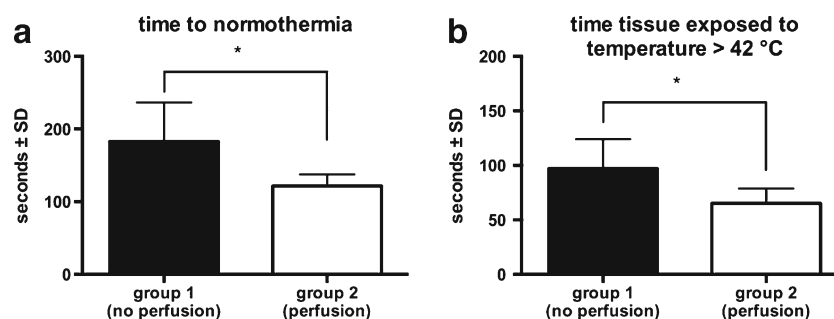 a
time to normothermia
300
200
100
0
seconds ± SD
*
group 1
(no perfusion)
group 2
(perfusion)
b
time tissue exposed to
temperature > 42 °C
200
150
100
50
0
seconds ± SD
*
group 1
(no perfusion)
group 2
(perfusion)